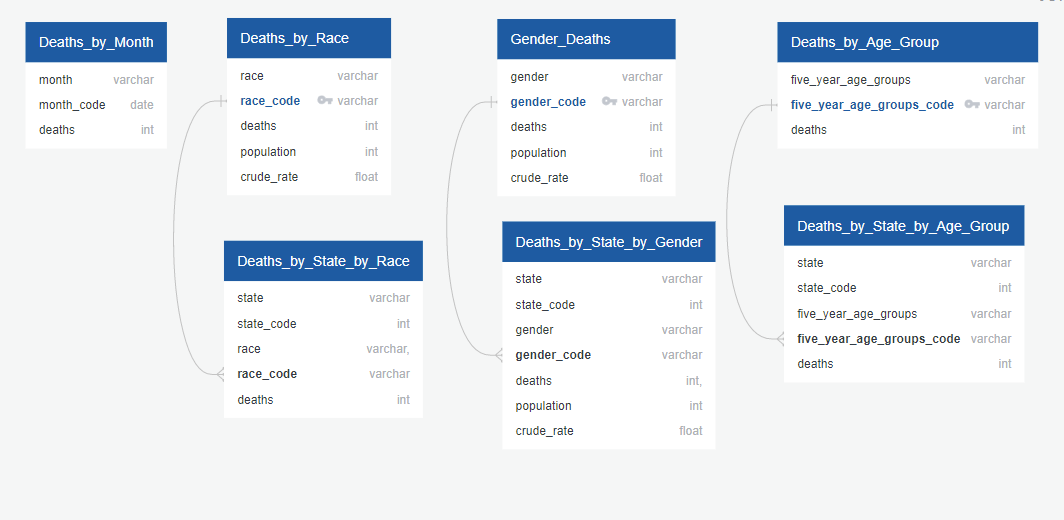 Deaths_by_Month
month varchar
month_code date
deaths int
Deaths_by_Race
race varchar
race_code varchar
deaths int
population int
crude_rate float
Gender_Deaths
gender varchar
gender_code varchar
deaths int
population int
crude_rate float
Deaths_by_Age_Group
five_year_age_groups varchar
five_year_age_groups_code varchar
deaths int
Deaths_by_State_by_Race
state varchar
state_code int
race varchar,
race_code varchar
deaths int
Deaths_by_State_by_Gender
state varchar
state_code int
gender varchar
gender_code varchar
deaths int,
population int
crude_rate float
Deaths_by_State_by_Age_Group
state varchar
state_code int
five_year_age_groups varchar
five_year_age_groups_code varchar
deaths int